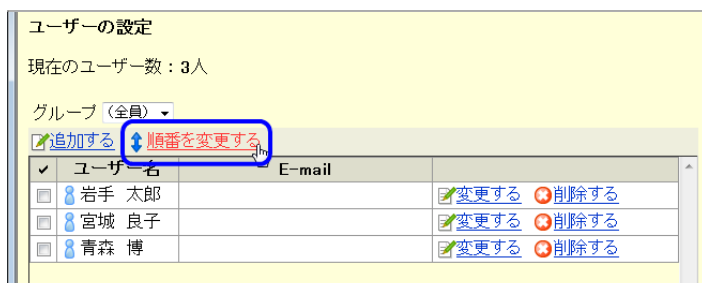 ユーザーの設定
現在のユーザー数：3人
グループ (全員)
追加する 順番を変更する
ユーザー名 E-mail
岩手 太郎 変更する 削除する
宮城 良子 変更する 削除する
青森 博 変更する 削除する